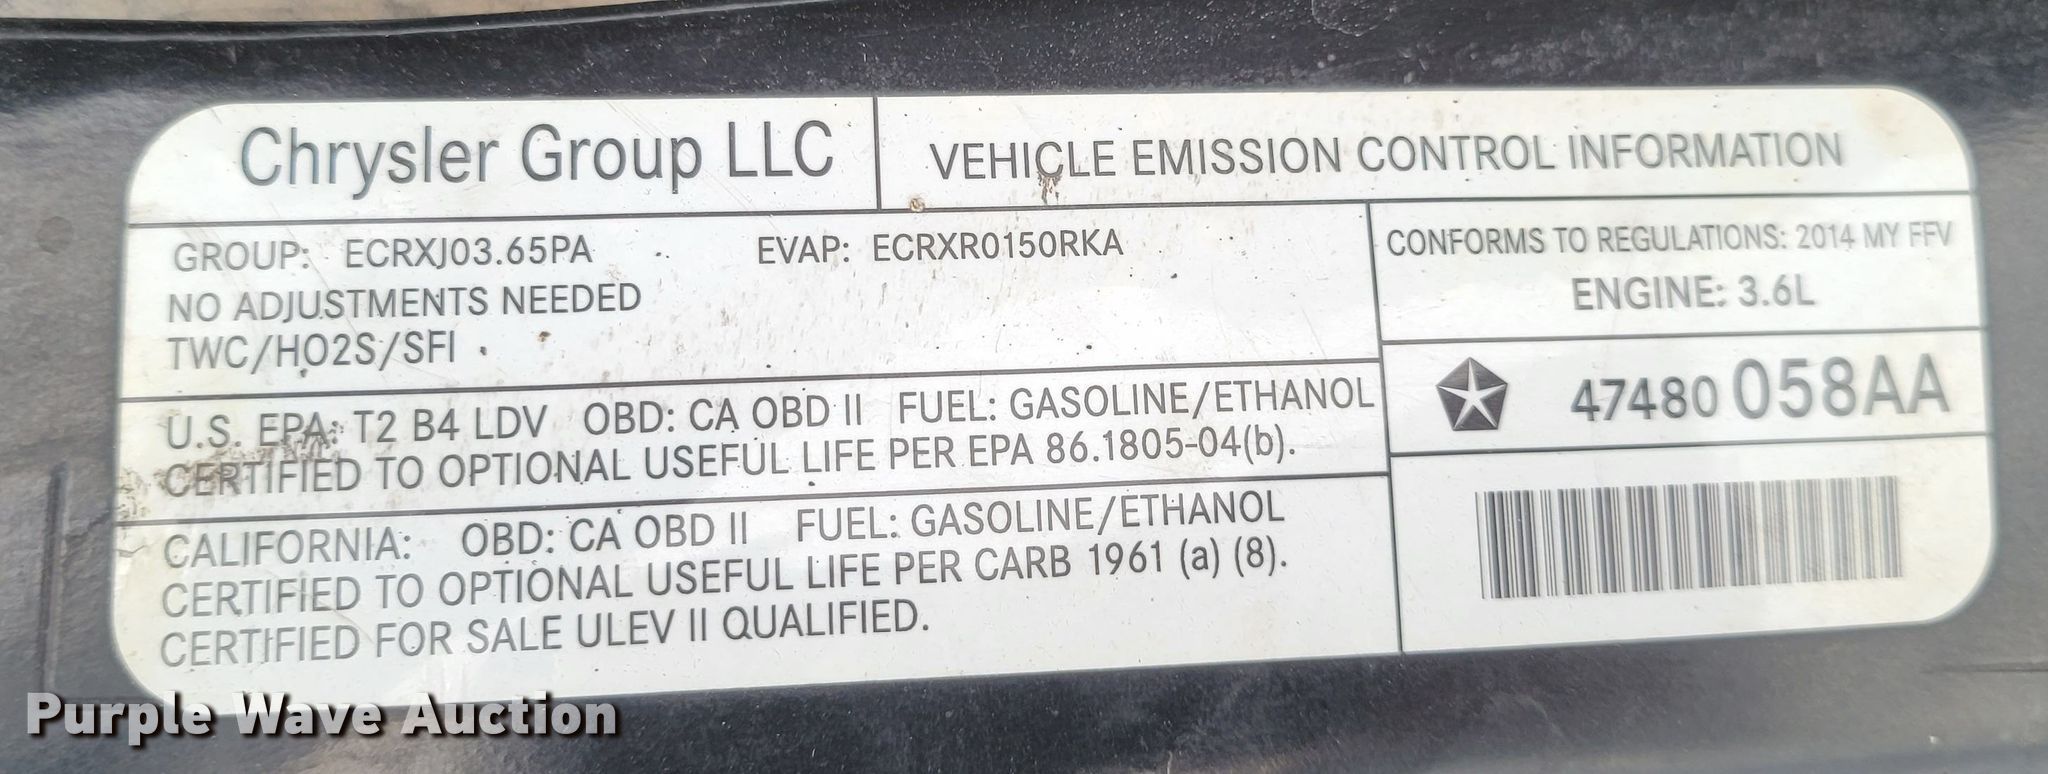 Chrysler Group LLC
VEHICLE EMISSION CONTROL INFORMATION
GROUP: ECRXJ03.65PA EVAP: ECRXR0150RKA
NO ADJUSTMENTS NEEDED
TWC/HO2S/SFI
CONFORMS TO REGULATIONS: 2014 MY FFV
ENGINE: 3.6L
47480 058AA
U.S. EPA: T2 B4 LDV OBD: CA OBD II FUEL: GASOLINE/ETHANOL
CERTIFIED TO OPTIONAL USEFUL LIFE PER EPA 86.1805-04(b).
CALIFORNIA: OBD: CA OBD II FUEL: GASOLINE/ETHANOL
CERTIFIED TO OPTIONAL USEFUL LIFE PER CARB 1961 (a) (8).
CERTIFIED FOR SALE ULEV II QUALIFIED.
Purple Wave Auction